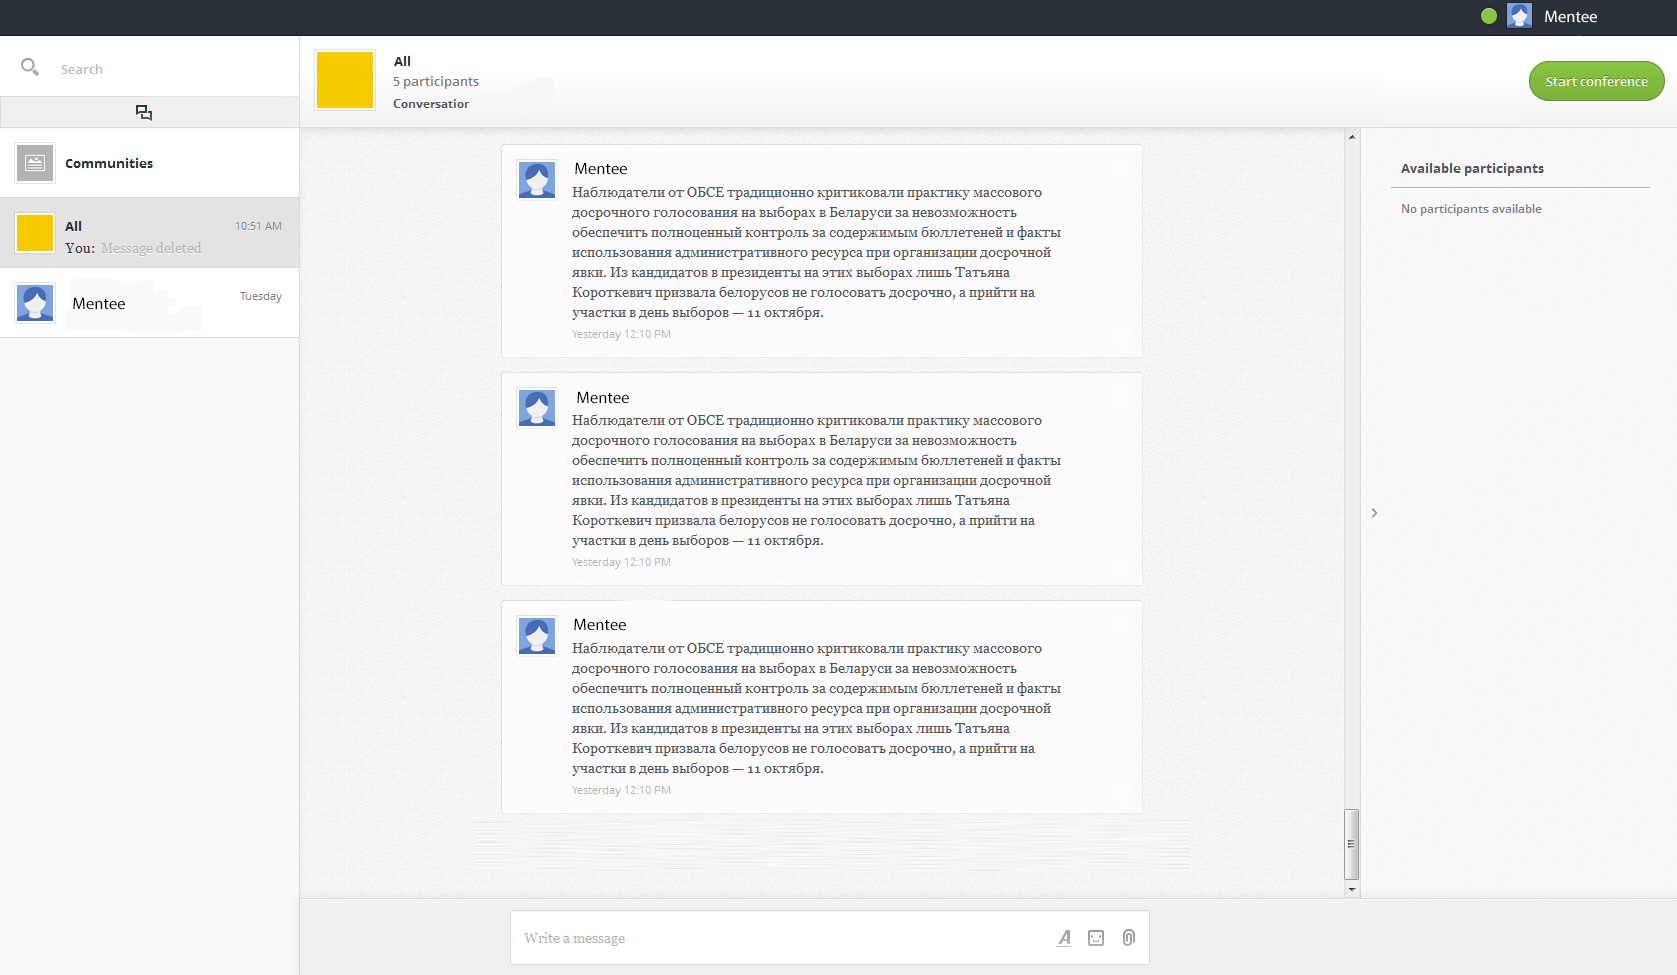 Mentee
Search
Communities
All
10:51 AM
You: Message deleted
Mentee
Tuesday
All
5 participants
Conversation
Start conference
Mentee
Наблюдатели от ОБСЕ традиционно критиковали практику массового
досрочного голосования на выборах в Беларуси за невозможность
обеспечить полноценный контроль за содержимым бюллетеней и факты
использования административного ресурса при организации досрочной
явки. Из кандидатов в президенты на этих выборах лишь Татьяна
Короткевич призвала белорусов не голосовать досрочно, а прийти на
участки в день выборов — 11 октября.
Yesterday 12:10 PM
Mentee
Наблюдатели от ОБСЕ традиционно критиковали практику массового
досрочного голосования на выборах в Беларуси за невозможность
обеспечить полноценный контроль за содержимым бюллетеней и факты
использования административного ресурса при организации досрочной
явки. Из кандидатов в президенты на этих выборах лишь Татьяна
Короткевич призвала белорусов не голосовать досрочно, а прийти на
участки в день выборов — 11 октября.
Yesterday 12:10 PM
Mentee
Наблюдатели от ОБСЕ традиционно критиковали практику массового
досрочного голосования на выборах в Беларуси за невозможность
обеспечить полноценный контроль за содержимым бюллетеней и факты
использования административного ресурса при организации досрочной
явки. Из кандидатов в президенты на этих выборах лишь Татьяна
Короткевич призвала белорусов не голосовать досрочно, а прийти на
участки в день выборов — 11 октября.
Yesterday 12:10 PM
Write a message
Available participants
No participants available